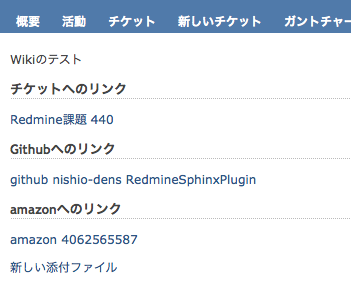 概要 活動 チケット 新しいチケット ガントチャー
Wikiのテスト
チケットへのリンク
Redmine課題 440
Githubへのリンク
github nishio-dens RedmineSphinxPlugin
amazonへのリンク
amazon 4062565587
新しい添付ファイル